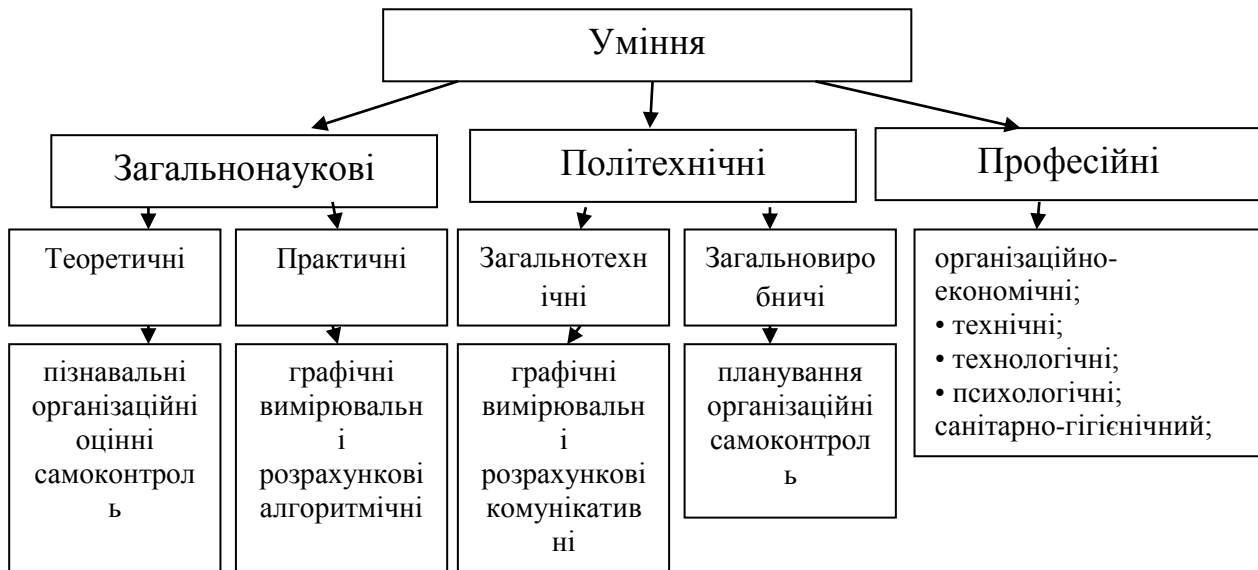 Уміння
Загальнонаукові
Політехнічні
Професійні
Теоретичні
Практичні
Загальнотехн
ічні
Загальновиро
бничі
організаційно-
економічні;
• технічні;
• технологічні;
• психологічні;
санітарно-гігієнічний;
пізнавальні
організаційні
оцінні
самоконтрол
ь
графічні
вимірювальн
і
розрахункові
алгоритмічні
графічні
вимірювальн
і
розрахункові
комунікатив
ні
планування
організаційні
самоконтрол
ь